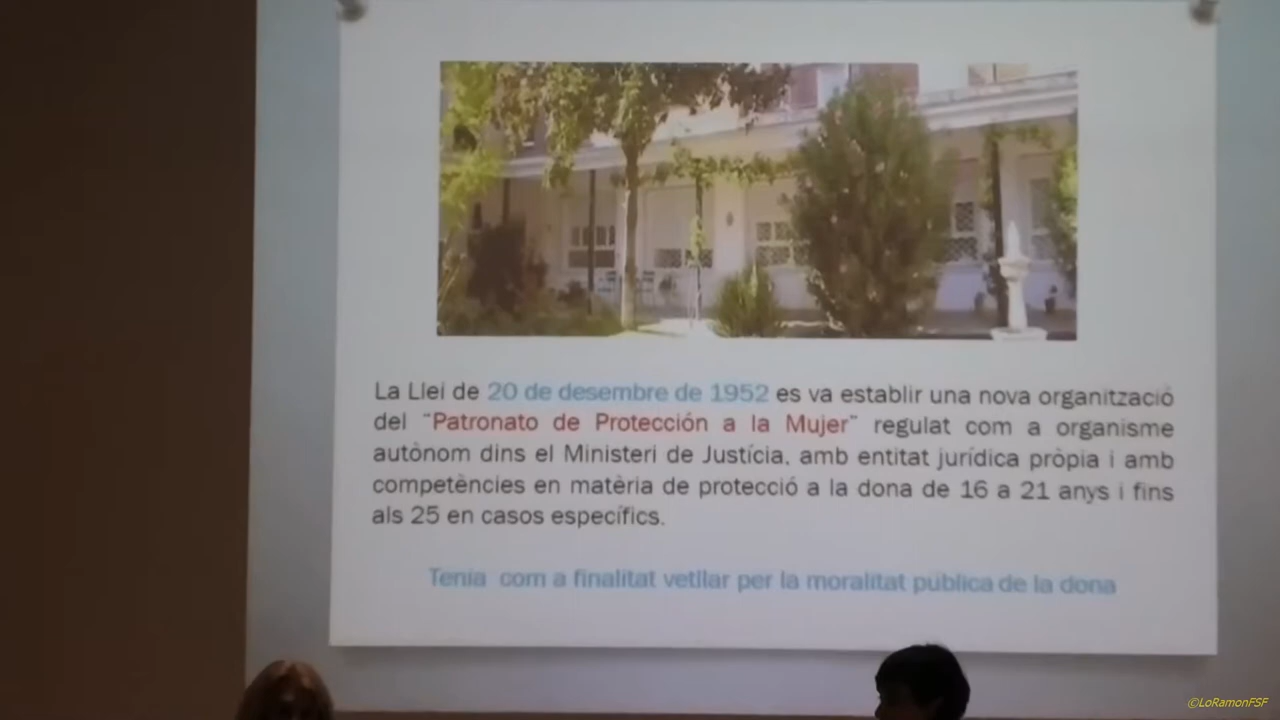 La Llei de 20 de desembre de 1952 es va establir una nova organització
del “Patronato de Protección a la Mujer” regulat com a organisme
autònom dins el Ministeri de Justícia, amb entitat jurídica pròpia i amb
competències en matèria de protecció a la dona de 16 a 21 anys i fins
als 25 en casos específics.
Tenia com a finalitat vetllar per la moralitat pública de la dona
©LoRamonFSF